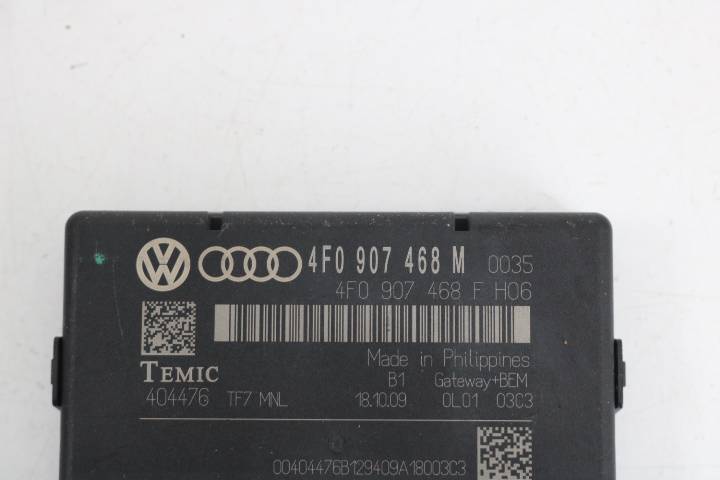 4F0 907 468 M 0035
4F0 907 468 F H06
Made in Philippines
TEMIC B1 Gateway+BEM
404476 TF7 MNL 18.10.09 0L01 03C3
00404476B129409A18003C3